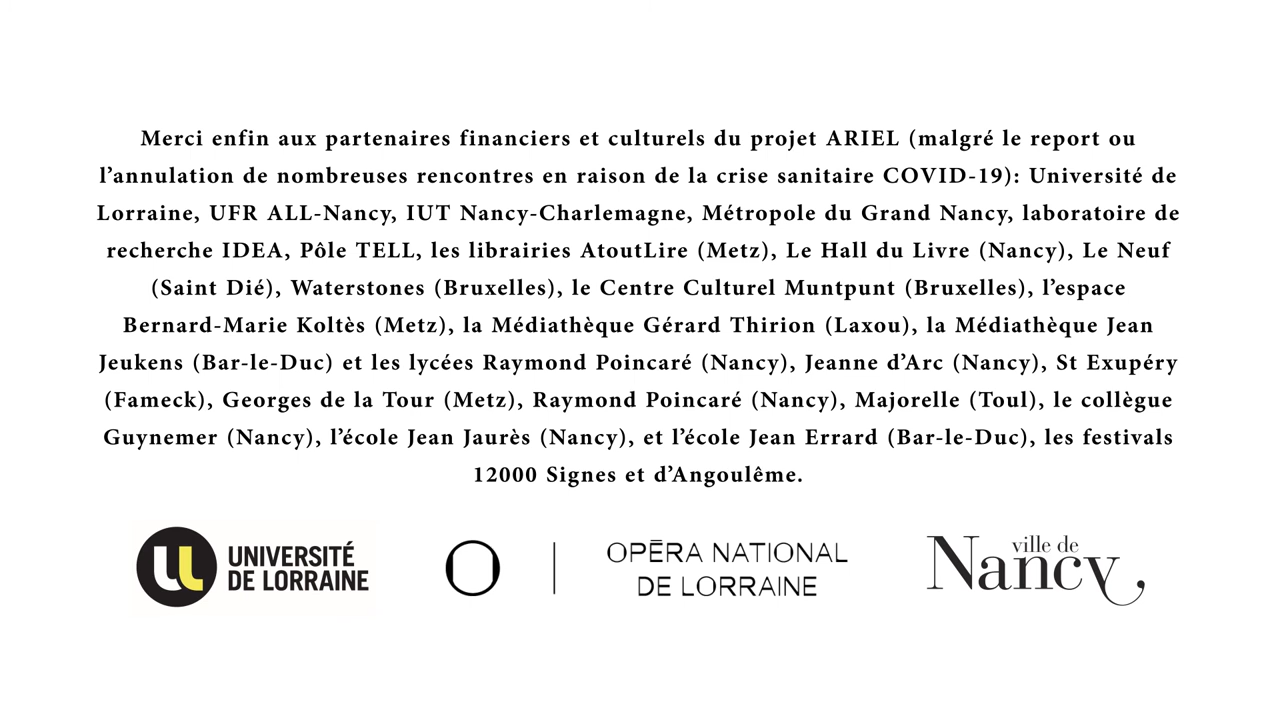 Merci enfin aux partenaires financiers et culturels du projet ARIEL (malgré le report ou
l’annulation de nombreuses rencontres en raison de la crise sanitaire COVID-19): Université de
Lorraine, UFR ALL-Nancy, IUT Nancy-Charlemagne, Métropole du Grand Nancy, laboratoire de
recherche IDEA, Pôle TELL, les librairies AtoutLire (Metz), Le Hall du Livre (Nancy), Le Neuf
(Saint Dié), Waterstones (Bruxelles), le Centre Culturel Muntpunt (Bruxelles), l’espace
Bernard-Marie Koltès (Metz), la Médiathèque Gérard Thirion (Laxou), la Médiathèque Jean
Jeukens (Bar-le-Duc) et les lycées Raymond Poincaré (Nancy), Jeanne d’Arc (Nancy), St Exupéry
(Fameck), Georges de la Tour (Metz), Raymond Poincaré (Nancy), Majorelle (Toul), le collègue
Guynemer (Nancy), l’école Jean Jaurès (Nancy), et l’école Jean Errard (Bar-le-Duc), les festivals
12000 Signes et d’Angoulême.
UNIVERSITÉ
DE LORRAINE
O
OPĒRA NATIONAL
DE LORRAINE
ville de
Nancy,